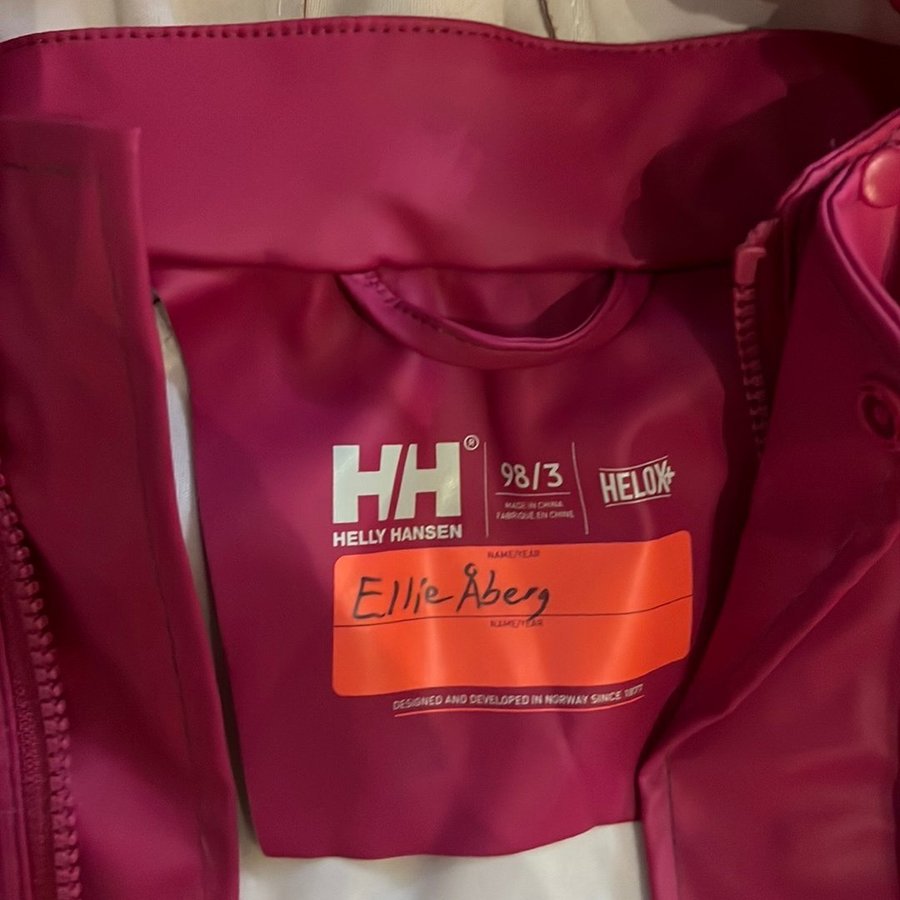 HH®
HELLY HANSEN
98/3
MADE IN CHINA
FABRIQUÉ EN CHINE
HELOX+
NAME/YEAR
Ellie Åberg
NAME/YEAR
DESIGNED AND DEVELOPED IN NORWAY SINCE 1877